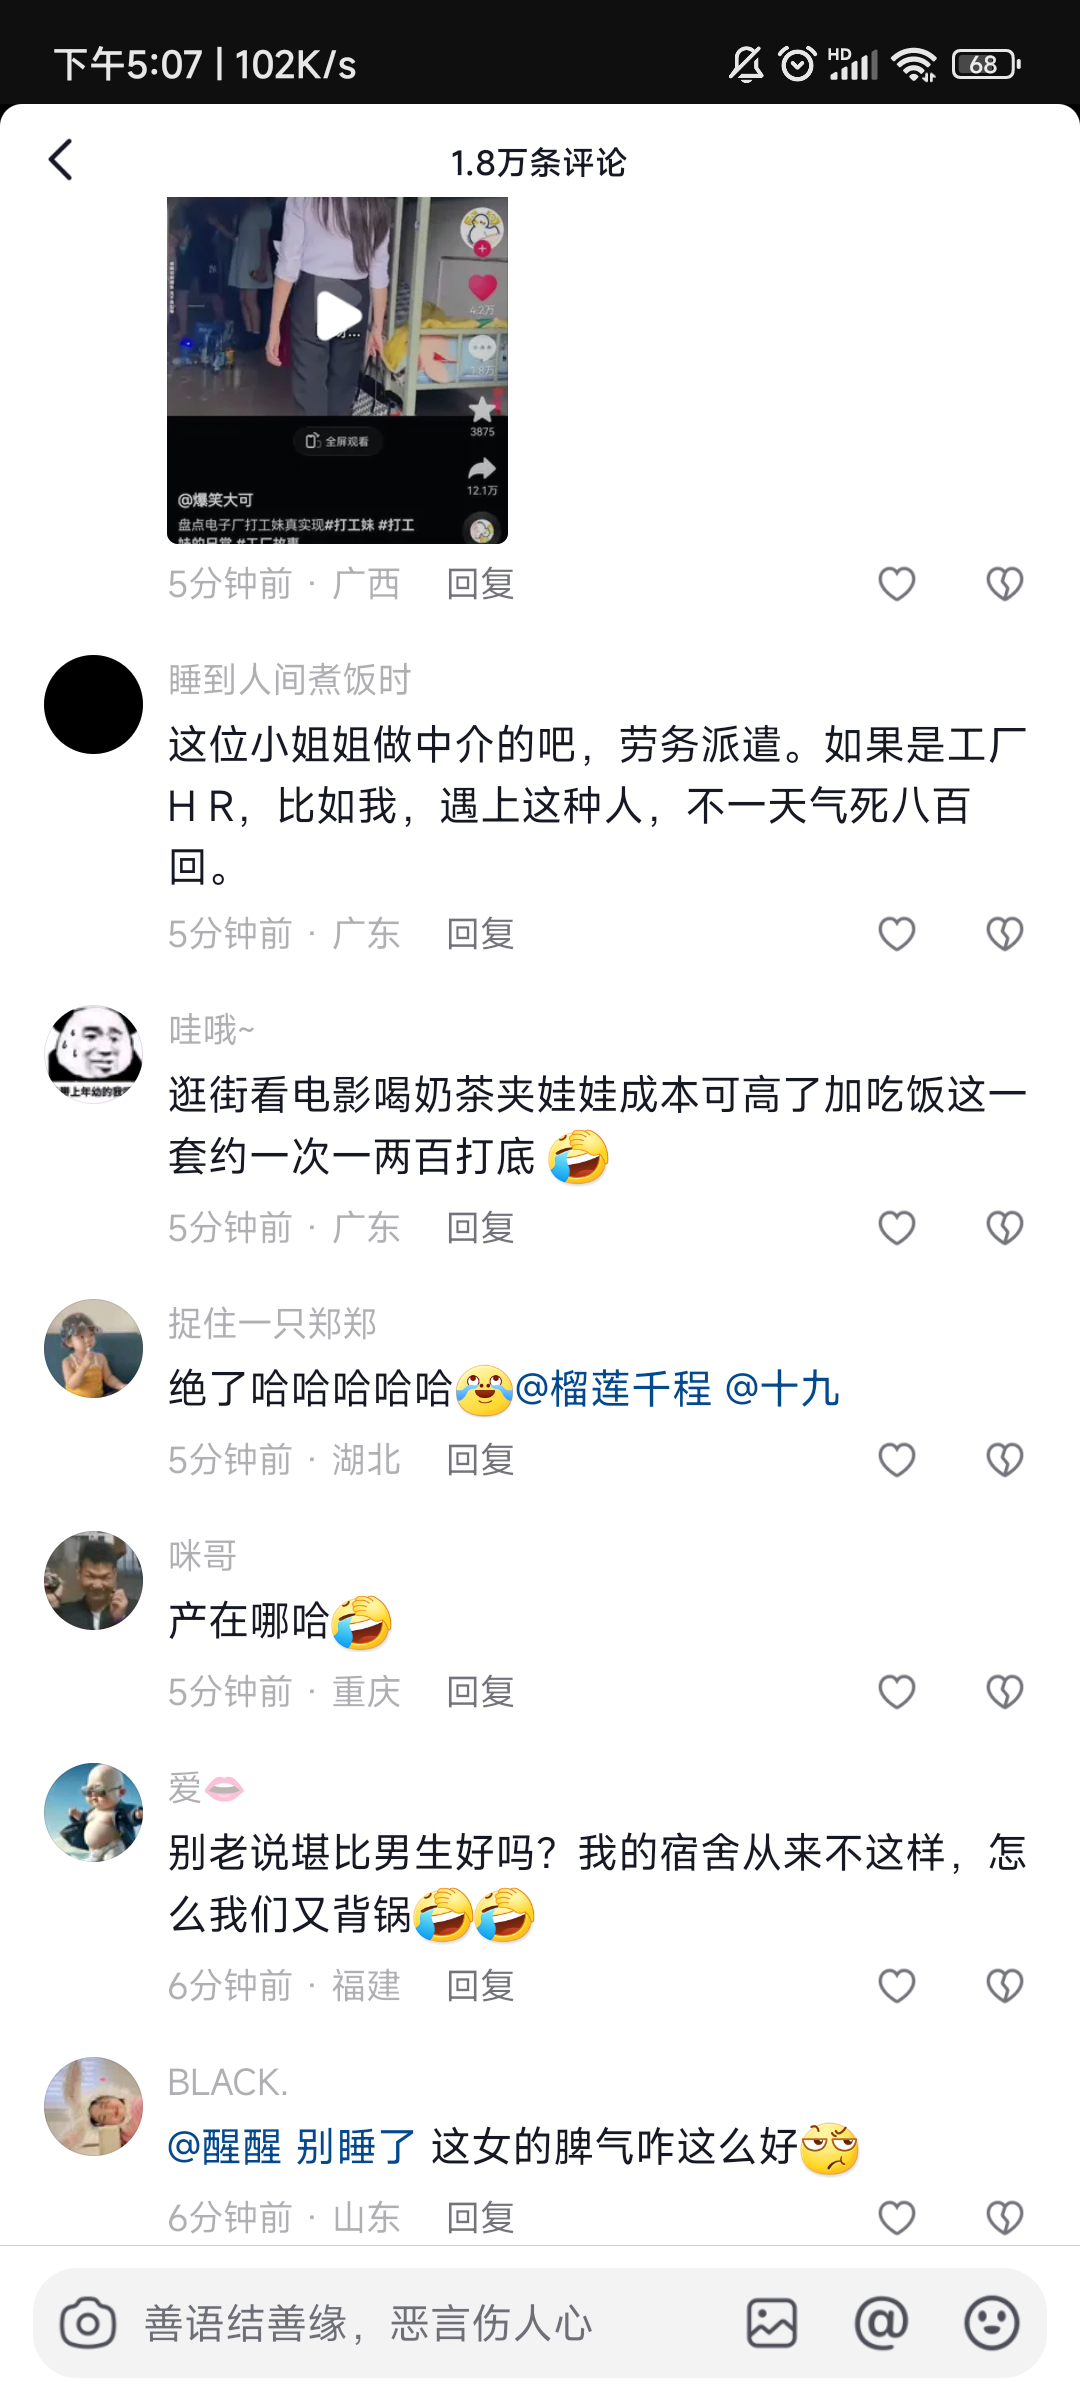 下午5:07 | 102K/s
HD
68
1.8万条评论
4.2万
1.8万
3875
全屏观看
12.1万
@爆笑大可
盘点电子厂打工妹真实现#打工妹 #打工
妹的日常 #工厂故事
5分钟前 · 广西 回复
睡到人间煮饭时
这位小姐姐做中介的吧，劳务派遣。如果是工厂
H R，比如我，遇上这种人，不一天气死八百
回。
5分钟前 · 广东 回复
哇哦~
逛街看电影喝奶茶夹娃娃成本可高了加吃饭这一
套约一次一两百打底🤣
5分钟前 · 广东 回复
捉住一只郑郑
绝了哈哈哈哈哈😂@榴莲千程 @十九
5分钟前 · 湖北 回复
咪哥
产在哪哈🤣
5分钟前 · 重庆 回复
爱👄
别老说堪比男生好吗？我的宿舍从来不这样，怎
么我们又背锅🤣🤣
6分钟前 · 福建 回复
BLACK.
@醒醒 别睡了 这女的脾气咋这么好
6分钟前 · 山东 回复
善语结善缘，恶言伤人心